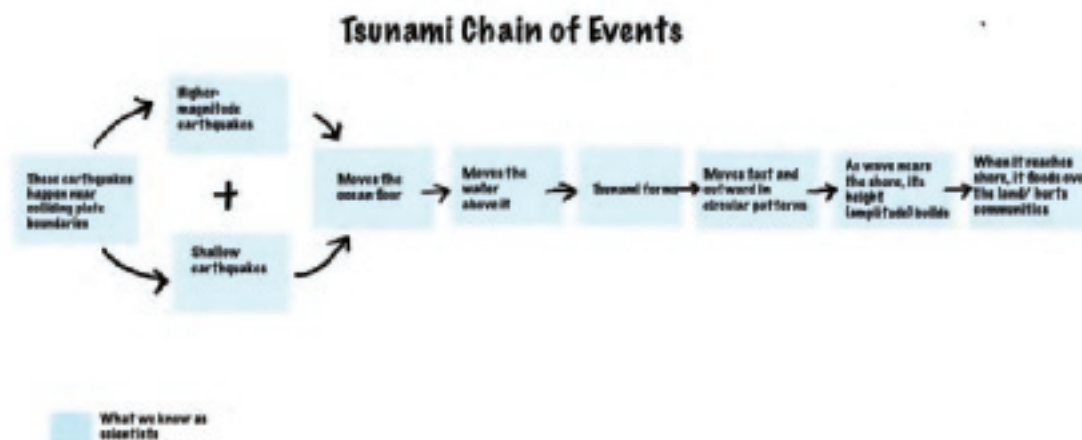 Tsunami Chain of Events
Higher-
magnitude
earthquakes
These earthquakes
happen near
colliding plate
boundaries
+
Shallow
earthquakes
Moves the
ocean floor
Moves the
water
above it
Tsunami forms
Moves fast and
outward in
circular patterns
As wave nears
the shore, its
height
(amplitude) builds
When it reaches
shore, it floods over
the land/ hurts
communities
What we know as
scientists